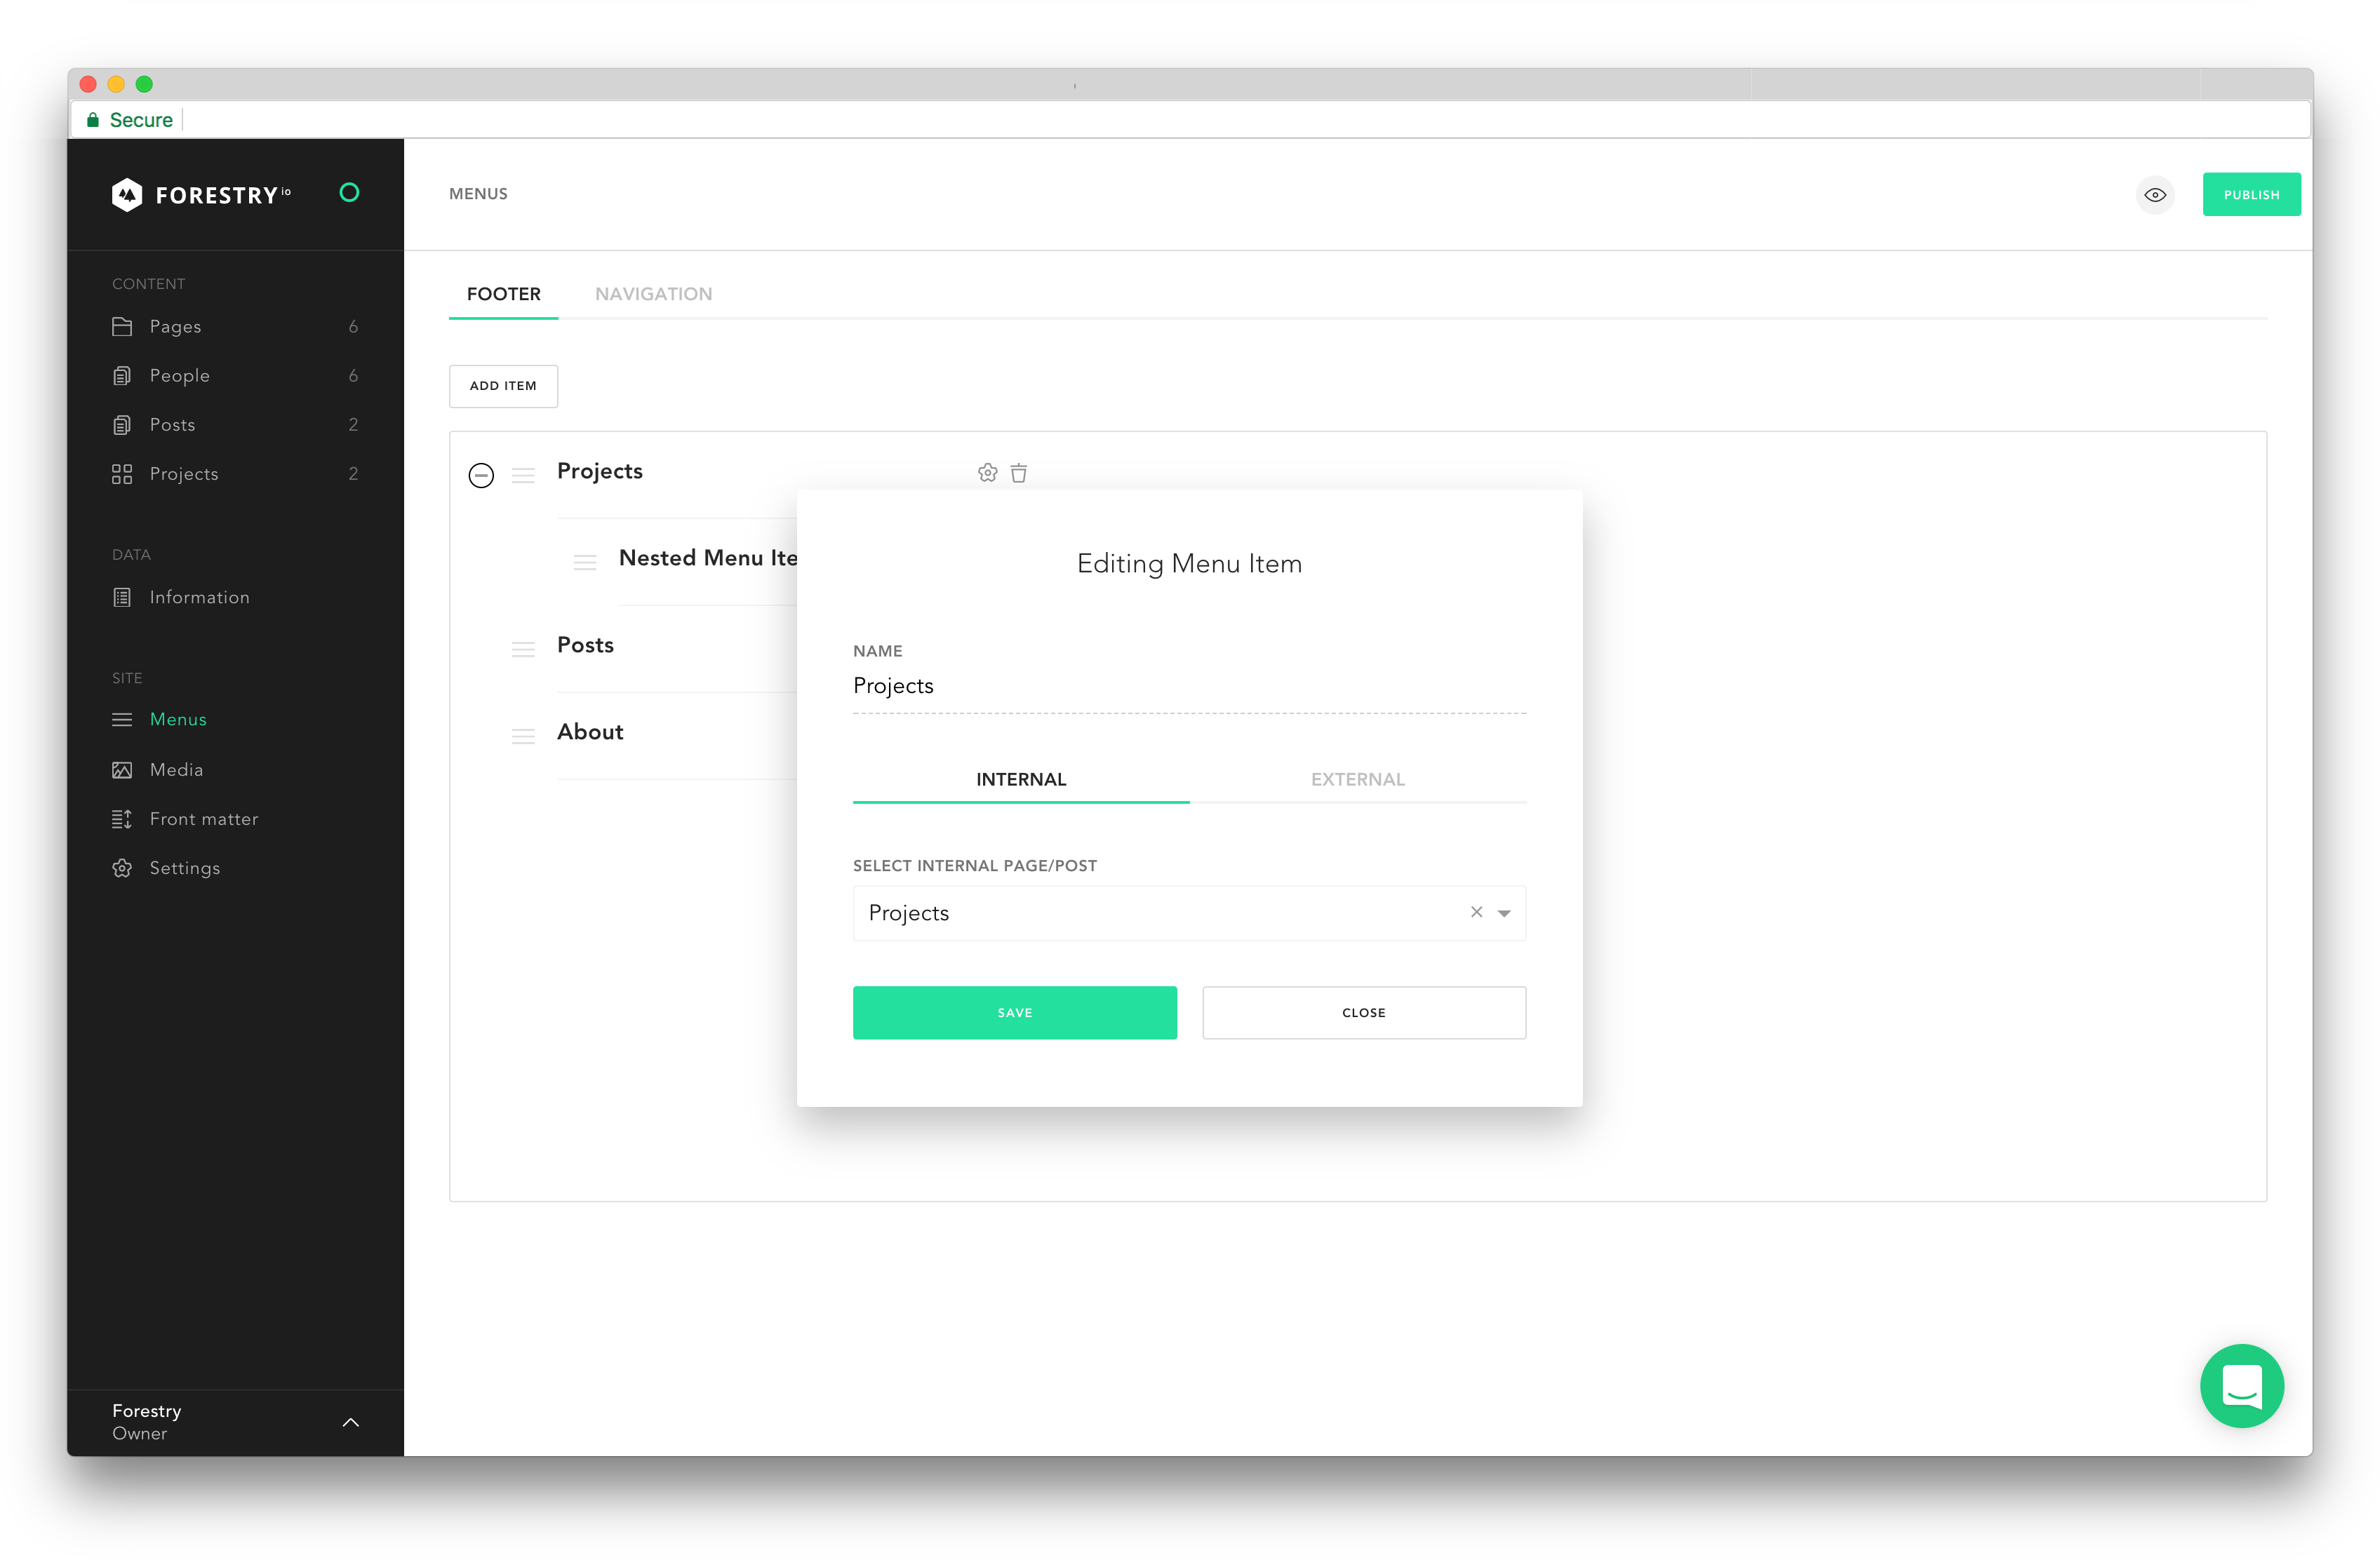 Secure
FORESTRY io
CONTENT
Pages 6
People 6
Posts 2
Projects 2
DATA
Information
SITE
Menus
Media
Front matter
Settings
Forestry
Owner
MENUS
PUBLISH
FOOTER NAVIGATION
ADD ITEM
Projects
Nested Menu Ite
Posts
About
Editing Menu Item
NAME
Projects
INTERNAL EXTERNAL
SELECT INTERNAL PAGE/POST
Projects
SAVE CLOSE